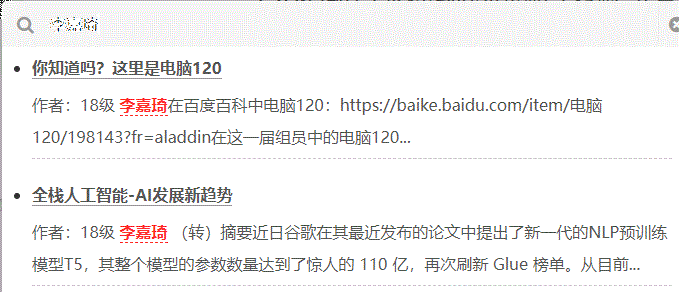 李嘉琦
你知道吗？这里是电脑120
作者：18级 李嘉琦在百度百科中电脑120：https://baike.baidu.com/item/电脑
120/198143?fr=aladdin在这一届组员中的电脑120...
全栈人工智能-AI发展新趋势
作者：18级 李嘉琦 （转）摘要近日谷歌在其最近发布的论文中提出了新一代的NLP预训练
模型T5，其整个模型的参数数量达到了惊人的 110 亿，再次刷新 Glue 榜单。从目前...